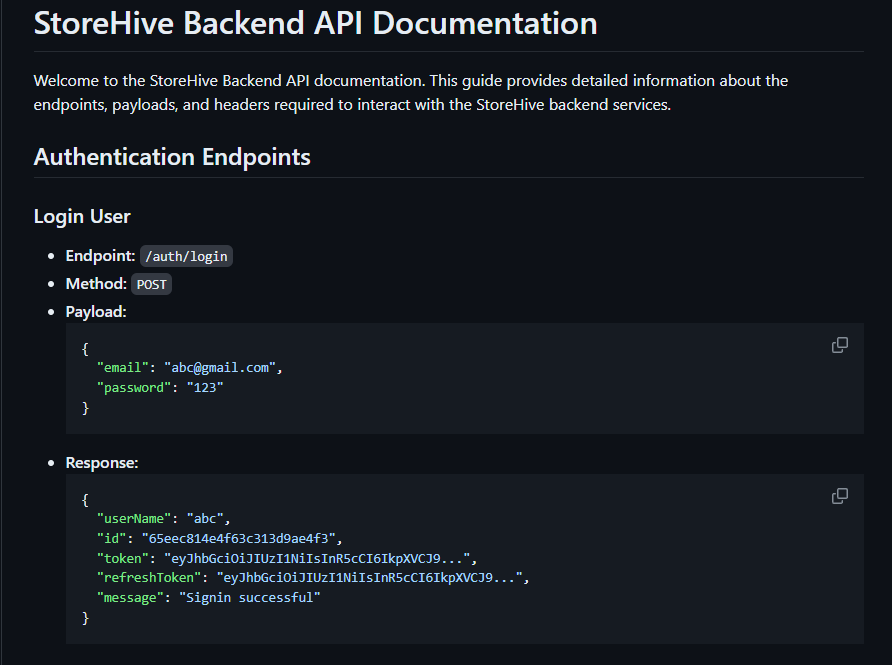 StoreHive Backend API Documentation
Welcome to the StoreHive Backend API documentation. This guide provides detailed information about the
endpoints, payloads, and headers required to interact with the StoreHive backend services.
Authentication Endpoints
Login User
• Endpoint: /auth/login
• Method: POST
• Payload:
{
  "email": "abc@gmail.com",
  "password": "123"
}
• Response:
{
  "userName": "abc",
  "id": "65eec814e4f63c313d9ae4f3",
  "token": "eyJhbGciOiJIUzI1NiIsInR5cCI6IkpXVCJ9...",
  "refreshToken": "eyJhbGciOiJIUzI1NiIsInR5cCI6IkpXVCJ9...",
  "message": "Signin successful"
}